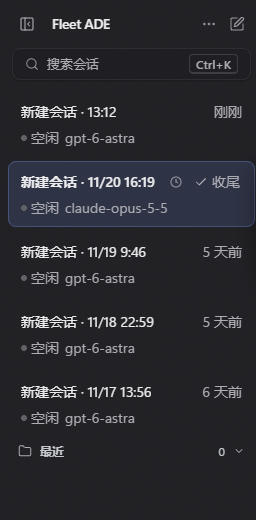 Fleet ADE
搜索会话 Ctrl+K
新建会话 · 13:12 刚刚
空闲 gpt-6-astra
新建会话 · 11/20 16:19 收尾
空闲 claude-opus-5-5
新建会话 · 11/19 9:46 5 天前
空闲 gpt-6-astra
新建会话 · 11/18 22:59 5 天前
空闲 gpt-6-astra
新建会话 · 11/17 13:56 6 天前
空闲 gpt-6-astra
最近 0